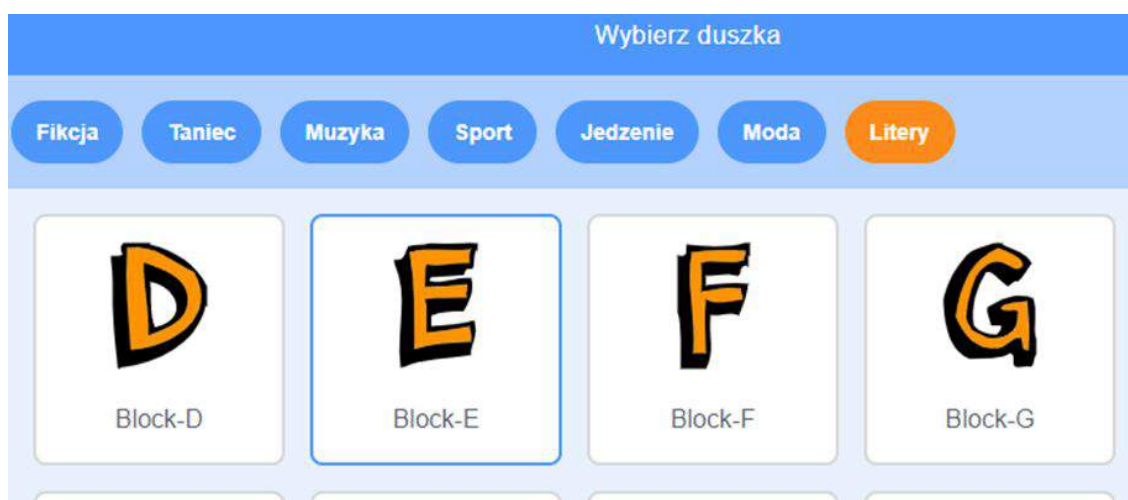 Wybierz duszka
Fikcja Taniec Muzyka Sport Jedzenie Moda Litery
D E F G
Block-D Block-E Block-F Block-G